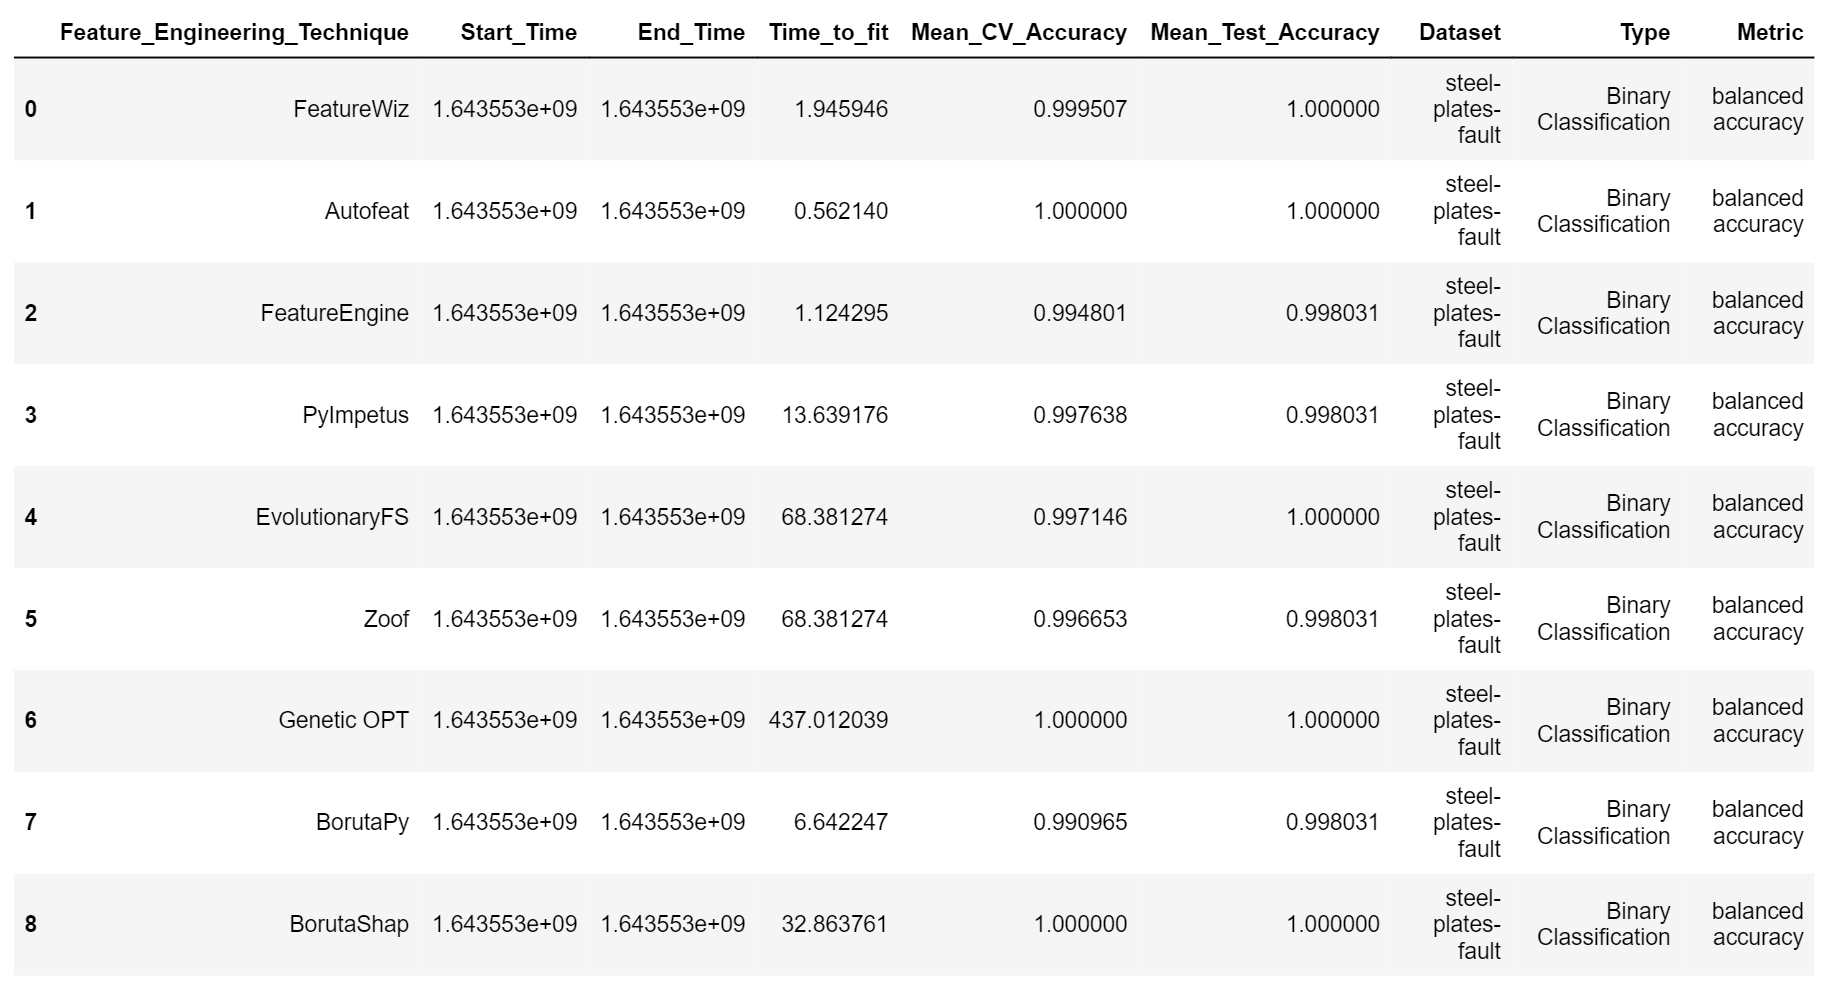 Feature_Engineering_Technique Start_Time End_Time Time_to_fit Mean_CV_Accuracy Mean_Test_Accuracy Dataset Type Metric
0 FeatureWiz 1.643553e+09 1.643553e+09 1.945946 0.999507 1.000000 steel-plates-fault Binary Classification balanced accuracy
1 Autofeat 1.643553e+09 1.643553e+09 0.562140 1.000000 1.000000 steel-plates-fault Binary Classification balanced accuracy
2 FeatureEngine 1.643553e+09 1.643553e+09 1.124295 0.994801 0.998031 steel-plates-fault Binary Classification balanced accuracy
3 PyImpetus 1.643553e+09 1.643553e+09 13.639176 0.997638 0.998031 steel-plates-fault Binary Classification balanced accuracy
4 EvolutionaryFS 1.643553e+09 1.643553e+09 68.381274 0.997146 1.000000 steel-plates-fault Binary Classification balanced accuracy
5 Zoof 1.643553e+09 1.643553e+09 68.381274 0.996653 0.998031 steel-plates-fault Binary Classification balanced accuracy
6 Genetic OPT 1.643553e+09 1.643553e+09 437.012039 1.000000 1.000000 steel-plates-fault Binary Classification balanced accuracy
7 BorutaPy 1.643553e+09 1.643553e+09 6.642247 0.990965 0.998031 steel-plates-fault Binary Classification balanced accuracy
8 BorutaShap 1.643553e+09 1.643553e+09 32.863761 1.000000 1.000000 steel-plates-fault Binary Classification balanced accuracy